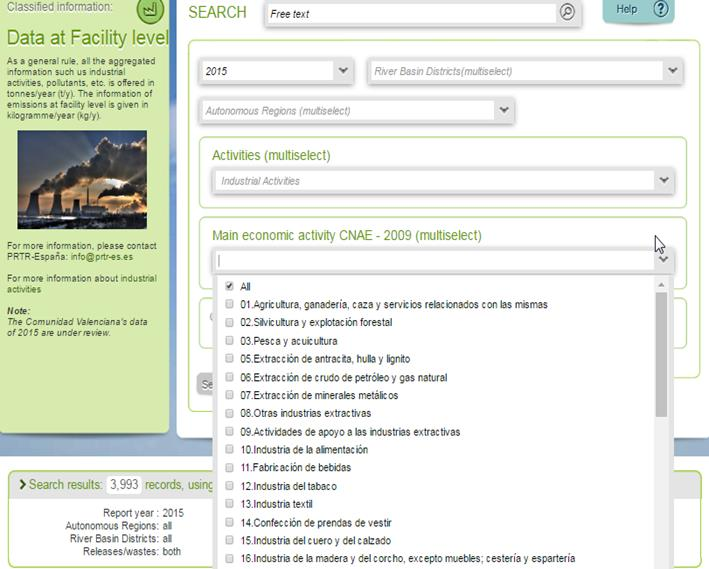 Classified information:
Data at Facility level
As a general rule, all the aggregated
information such us industrial
activities, pollutants, etc. is offered in
tonnes/year (t/y). The information of
emissions at facility level is given in
kilogramme/year (kg/y).
For more information, please contact
PRTR-España: info@prtr-es.es
For more information about industrial
activities
Note:
The Comunidad Valenciana's data
of 2015 are under review.
SEARCH
Free text
Help ?
2015
River Basin Districts(multiselect)
Autonomous Regions (multiselect)
Activities (multiselect)
Industrial Activities
Main economic activity CNAE - 2009 (multiselect)
All
01.Agricultura, ganadería, caza y servicios relacionados con las mismas
02.Silvicultura y explotación forestal
03.Pesca y acuicultura
05.Extracción de antracita, hulla y lignito
06.Extracción de crudo de petróleo y gas natural
07.Extracción de minerales metálicos
08.Otras industrias extractivas
09.Actividades de apoyo a las industrias extractivas
10.Industria de la alimentación
11.Fabricación de bebidas
12.Industria del tabaco
13.Industria textil
14.Confección de prendas de vestir
15.Industria del cuero y del calzado
16.Industria de la madera y del corcho, excepto muebles; cestería y espartería
Se
Search results: 3,993 records, using
Report year : 2015
Autonomous Regions: all
River Basin Districts: all
Releases/wastes: both